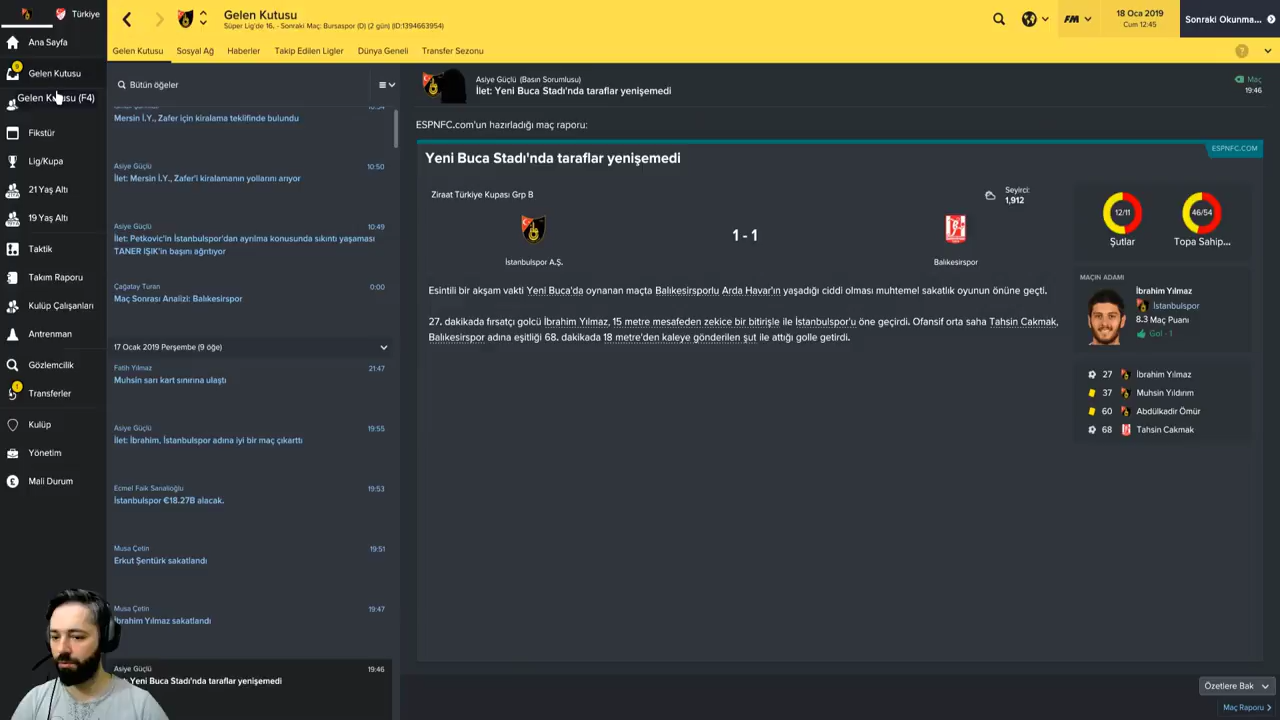 Türkiye
Gelen Kutusu
Süper Lig'de 16. - Sonraki Maç: Bursaspor (D) (2 gün) (ID:1394663954)
FM
18 Oca 2019
Cum 12:45
Sonraki Okunma...
Gelen Kutusu
Sosyal Ağ
Haberler
Takip Edilen Ligler
Dünya Geneli
Transfer Sezonu
Ana Sayfa
9
Gelen Kutusu
Gelen Kutusu (F4)
Fikstür
Lig/Kupa
21 Yaş Altı
19 Yaş Altı
Taktik
Takım Raporu
Kulüp Çalışanları
Antrenman
Gözlemcilik
1
Transferler
Kulüp
Yönetim
Mali Durum
Bütün öğeler
10:54
Mersin İ.Y., Zafer için kiralama teklifinde bulundu
Asiye Güçlü
10:50
İlet: Mersin İ.Y., Zafer'i kiralamanın yollarını arıyor
Asiye Güçlü
10:49
İlet: Petkovic'in İstanbulspor'dan ayrılma konusunda sıkıntı yaşaması
TANER IŞIK'in başını ağrıtıyor
Çağatay Turan
0:00
Maç Sonrası Analizi: Balıkesirspor
17 Ocak 2019 Perşembe (9 öğe)
Fatih Yılmaz
21:47
Muhsin sarı kart sınırına ulaştı
Asiye Güçlü
19:55
İlet: İbrahim, İstanbulspor adına iyi bir maç çıkarttı
Ecmel Faik Sarıalioğlu
19:53
İstanbulspor €18.27B alacak.
Musa Çetin
19:51
Erkut Şentürk sakatlandı
Musa Çetin
19:47
İbrahim Yılmaz sakatlandı
Asiye Güçlü
19:46
Yeni Buca Stadı'nda taraflar yenişemedi
Asiye Güçlü (Basın Sorumlusu)
İlet: Yeni Buca Stadı'nda taraflar yenişemedi
Maç
19:46
ESPNFC.com'un hazırladığı maç raporu:
ESPNFC.COM
Yeni Buca Stadı'nda taraflar yenişemedi
Ziraat Türkiye Kupası Grp B
Seyirci:
1,912
İstanbulspor A.Ş.
1 - 1
Balıkesirspor
Esintili bir akşam vakti Yeni Buca'da oynanan maçta Balıkesirsporlu Arda Havar'ın yaşadığı ciddi olması muhtemel sakatlık oyunun önüne geçti.
27. dakikada fırsatçı golcü İbrahim Yılmaz, 15 metre mesafeden zekice bir bitirişle ile İstanbulspor'u öne geçirdi. Ofansif orta saha Tahsin Cakmak,
Balıkesirspor adına eşitliği 68. dakikada 18 metre'den kaleye gönderilen şut ile attığı golle getirdi.
12/11
Şutlar
46/54
Topa Sahip...
MAÇIN ADAMI
İbrahim Yılmaz
İstanbulspor
8.3 Maç Puanı
Gol - 1
27 İbrahim Yılmaz
37 Muhsin Yıldırım
60 Abdülkadir Ömür
68 Tahsin Cakmak
Özetlere Bak
Maç Raporu